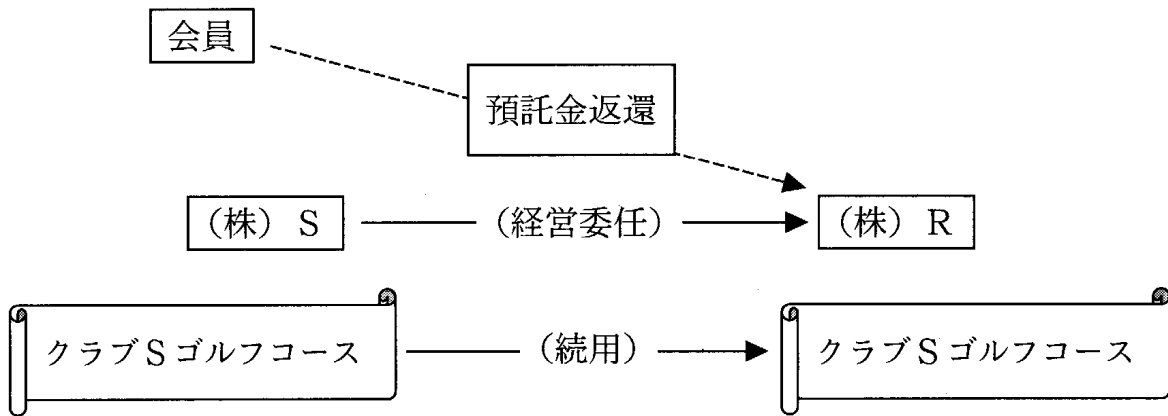 会員
預託金返還
(株)S
(経営委任)
(株)R
クラブSゴルフコース
(続用)
クラブSゴルフコース